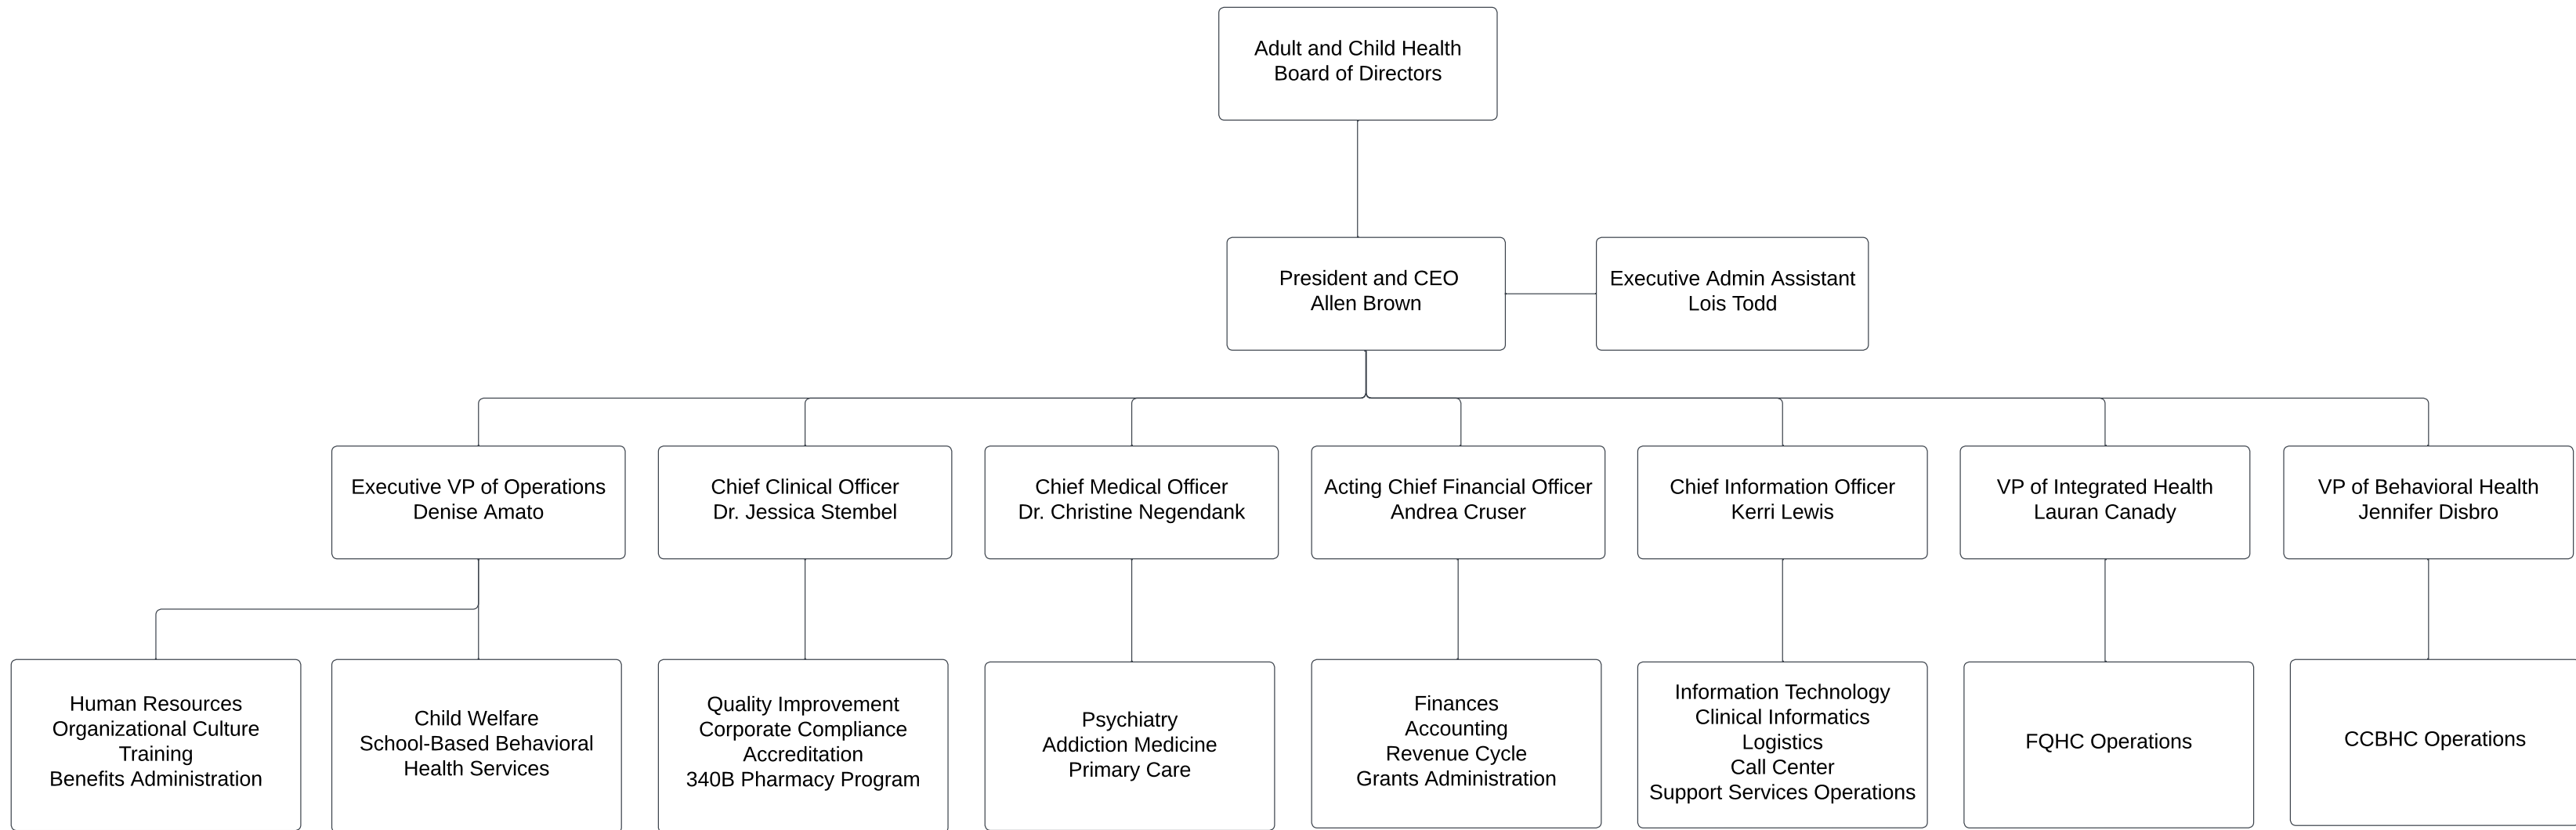 Adult and Child Health
Board of Directors
President and CEO
Allen Brown
Executive Admin Assistant
Lois Todd
Executive VP of Operations
Denise Amato
Chief Clinical Officer
Dr. Jessica Stembel
Chief Medical Officer
Dr. Christine Negendank
Acting Chief Financial Officer
Andrea Cruser
Chief Information Officer
Kerri Lewis
VP of Integrated Health
Lauran Canady
VP of Behavioral Health
Jennifer Disbro
Human Resources
Organizational Culture
Training
Benefits Administration
Child Welfare
School-Based Behavioral
Health Services
Quality Improvement
Corporate Compliance
Accreditation
340B Pharmacy Program
Psychiatry
Addiction Medicine
Primary Care
Finances
Accounting
Revenue Cycle
Grants Administration
Information Technology
Clinical Informatics
Logistics
Call Center
Support Services Operations
FQHC Operations
CCBHC Operations